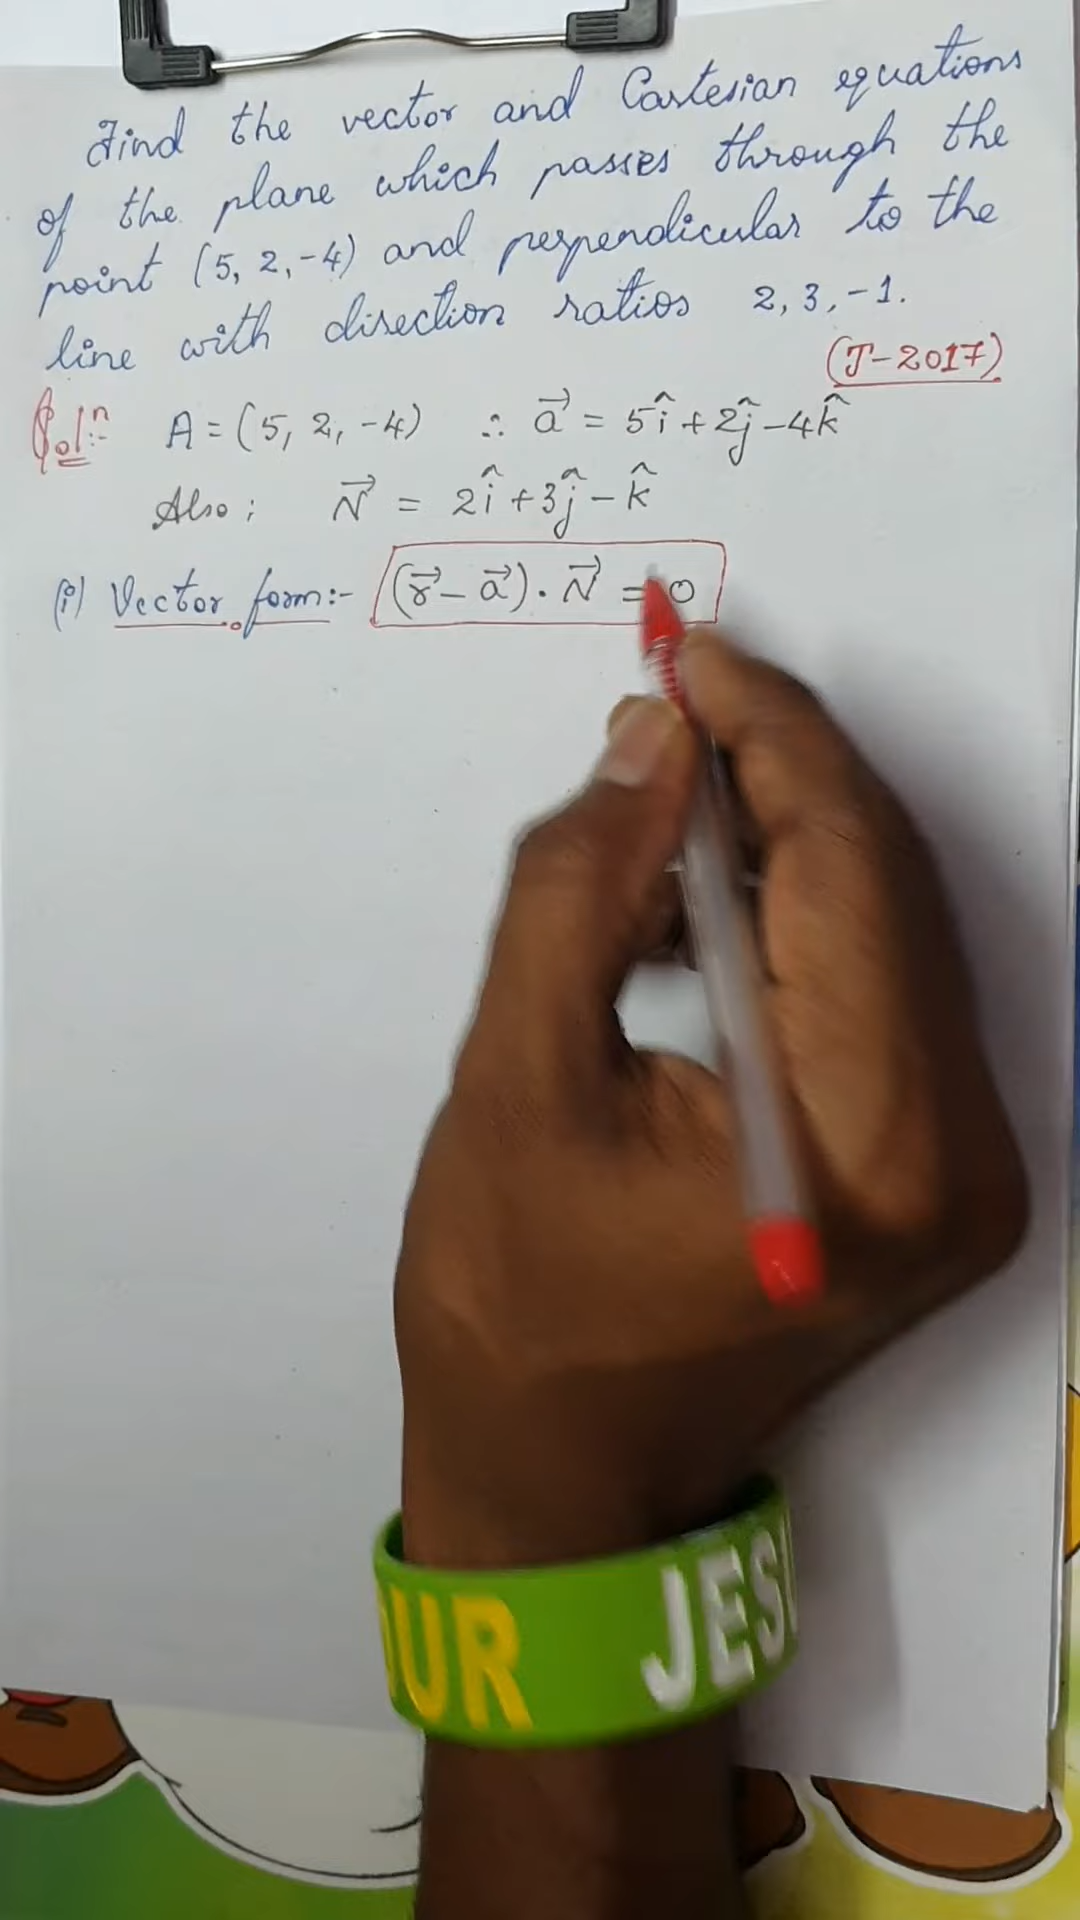 Find the vector and Cartesian equations
of the plane which passes through the
point (5, 2, -4) and perpendicular to the
line with direction ratios 2, 3, -1.
(J-2017)
Solⁿ:- A = (5, 2, -4) ∴ a⃗ = 5î + 2ĵ - 4k̂
Also; N⃗ = 2î + 3ĵ - k̂
(i) Vector form:- (r⃗ - a⃗) · N⃗ = 0
UR JES